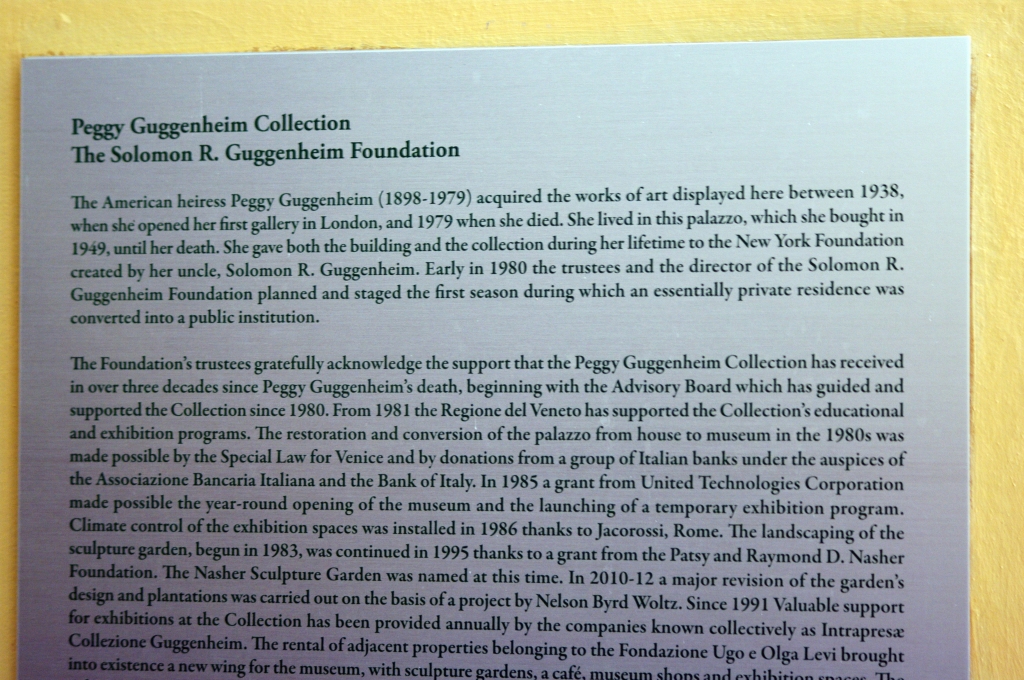 Peggy Guggenheim Collection
The Solomon R. Guggenheim Foundation
The American heiress Peggy Guggenheim (1898-1979) acquired the works of art displayed here between 1938,
when she opened her first gallery in London, and 1979 when she died. She lived in this palazzo, which she bought in
1949, until her death. She gave both the building and the collection during her lifetime to the New York Foundation
created by her uncle, Solomon R. Guggenheim. Early in 1980 the trustees and the director of the Solomon R.
Guggenheim Foundation planned and staged the first season during which an essentially private residence was
converted into a public institution.
The Foundation's trustees gratefully acknowledge the support that the Peggy Guggenheim Collection has received
in over three decades since Peggy Guggenheim's death, beginning with the Advisory Board which has guided and
supported the Collection since 1980. From 1981 the Regione del Veneto has supported the Collection's educational
and exhibition programs. The restoration and conversion of the palazzo from house to museum in the 1980s was
made possible by the Special Law for Venice and by donations from a group of Italian banks under the auspices of
the Associazione Bancaria Italiana and the Bank of Italy. In 1985 a grant from United Technologies Corporation
made possible the year-round opening of the museum and the launching of a temporary exhibition program.
Climate control of the exhibition spaces was installed in 1986 thanks to Jacorossi, Rome. The landscaping of the
sculpture garden, begun in 1983, was continued in 1995 thanks to a grant from the Patsy and Raymond D. Nasher
Foundation. The Nasher Sculpture Garden was named at this time. In 2010-12 a major revision of the garden's
design and plantations was carried out on the basis of a project by Nelson Byrd Woltz. Since 1991 Valuable support
for exhibitions at the Collection has been provided annually by the companies known collectively as Intrapresæ
Collezione Guggenheim. The rental of adjacent properties belonging to the Fondazione Ugo e Olga Levi brought
into existence a new wing for the museum, with sculpture gardens, a café, museum shops and exhibition spaces. The